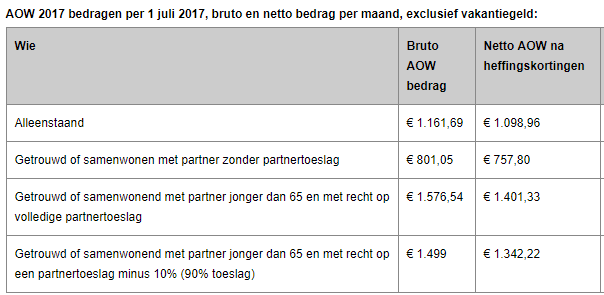 AOW 2017 bedragen per 1 juli 2017, bruto en netto bedrag per maand, exclusief vakantiegeld:
Wie
Bruto
AOW
bedrag
Netto AOW na
heffingskortingen
Alleenstaand
€ 1.161,69
€ 1.098,96
Getrouwd of samenwonen met partner zonder partnertoeslag
€ 801,05
€ 757,80
Getrouwd of samenwonend met partner jonger dan 65 en met recht op
volledige partnertoeslag
€ 1.576,54
€ 1.401,33
Getrouwd of samenwonend met partner jonger dan 65 en met recht op
een partnertoeslag minus 10% (90% toeslag)
€ 1.499
€ 1.342,22